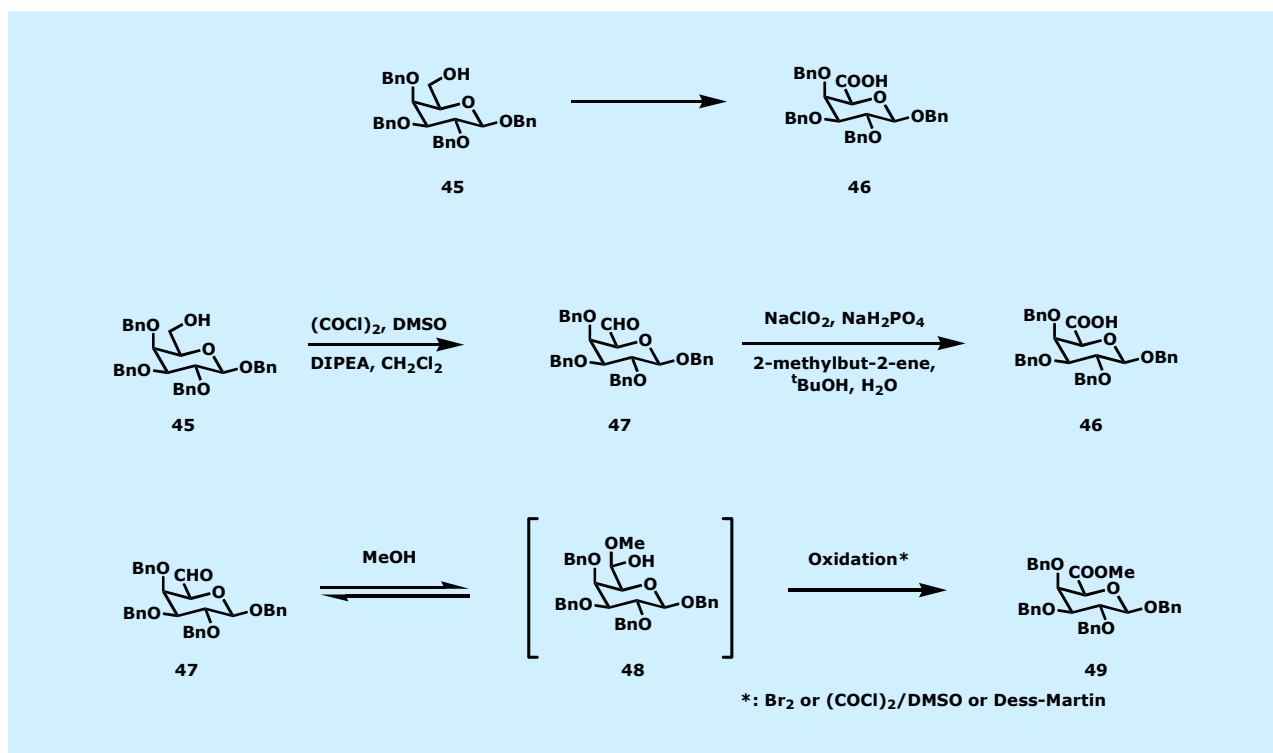 BnO OH
O
BnO OBn
BnO
45
BnO COOH
O
BnO OBn
BnO
46
BnO OH
O
BnO OBn
BnO
45
(COCl)2, DMSO
DIPEA, CH2Cl2
BnO CHO
O
BnO OBn
BnO
47
NaClO2, NaH2PO4
2-methylbut-2-ene,
tBuOH, H2O
BnO COOH
O
BnO OBn
BnO
46
BnO CHO
O
BnO OBn
BnO
47
MeOH
OMe
BnO OH
O
BnO OBn
BnO
48
Oxidation*
BnO COOMe
O
BnO OBn
BnO
49
*: Br2 or (COCl)2/DMSO or Dess-Martin